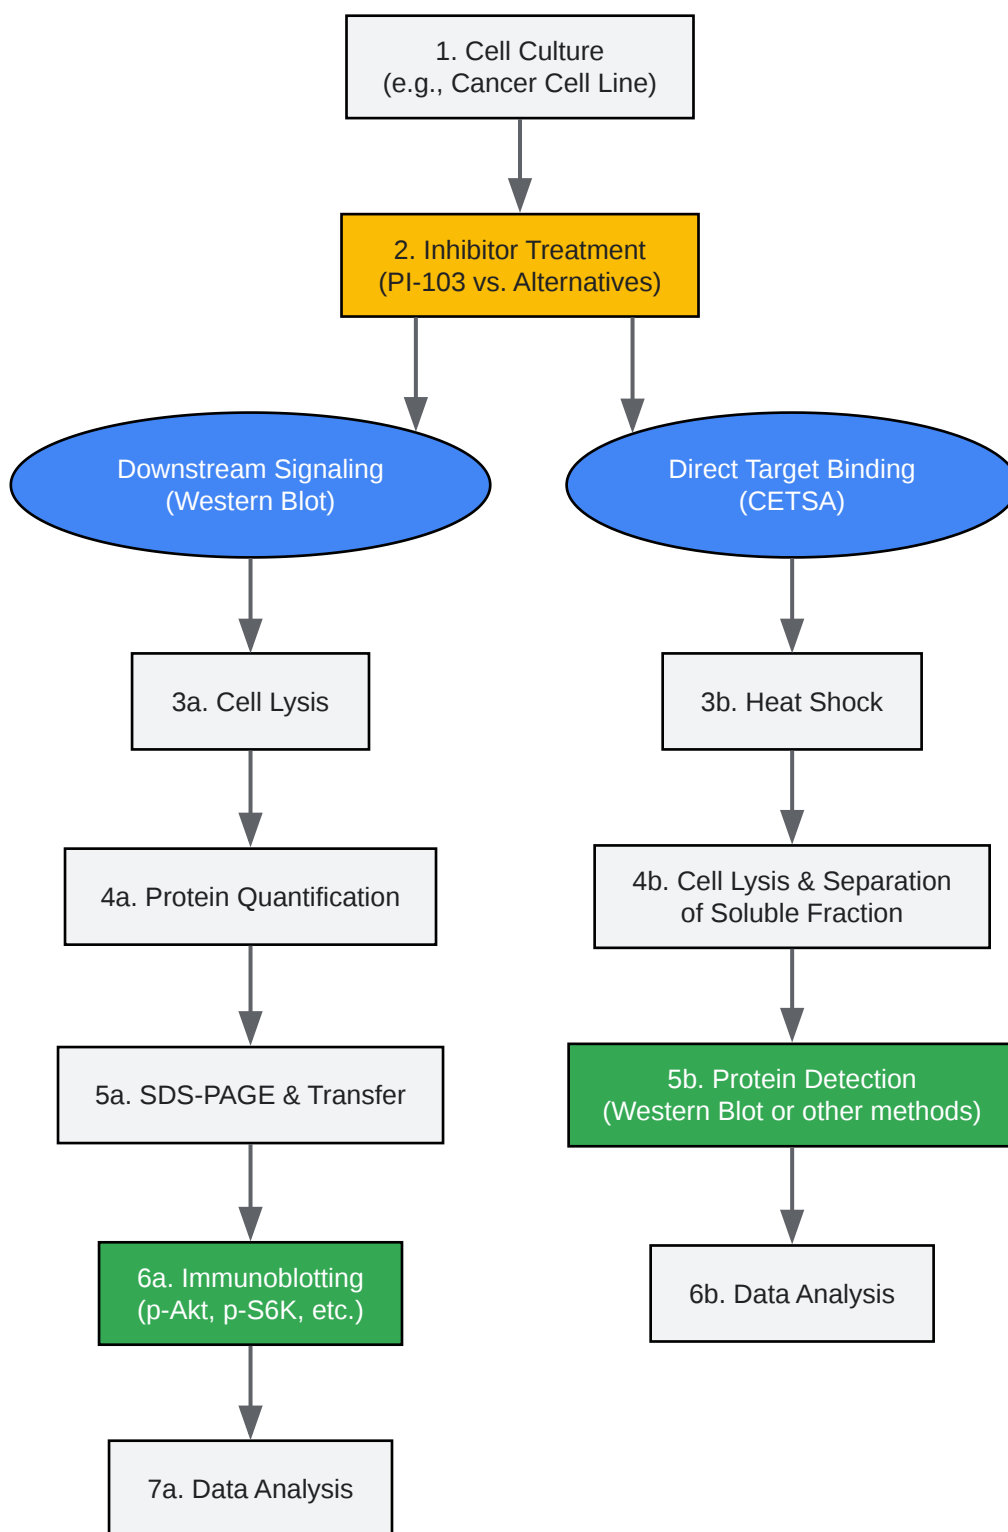 1. Cell Culture
(e.g., Cancer Cell Line)
2. Inhibitor Treatment
(PI-103 vs. Alternatives)
Downstream Signaling
(Western Blot)
Direct Target Binding
(CETSA)
3a. Cell Lysis
3b. Heat Shock
4a. Protein Quantification
4b. Cell Lysis & Separation
of Soluble Fraction
5a. SDS-PAGE & Transfer
5b. Protein Detection
(Western Blot or other methods)
6a. Immunoblotting
(p-Akt, p-S6K, etc.)
6b. Data Analysis
7a. Data Analysis